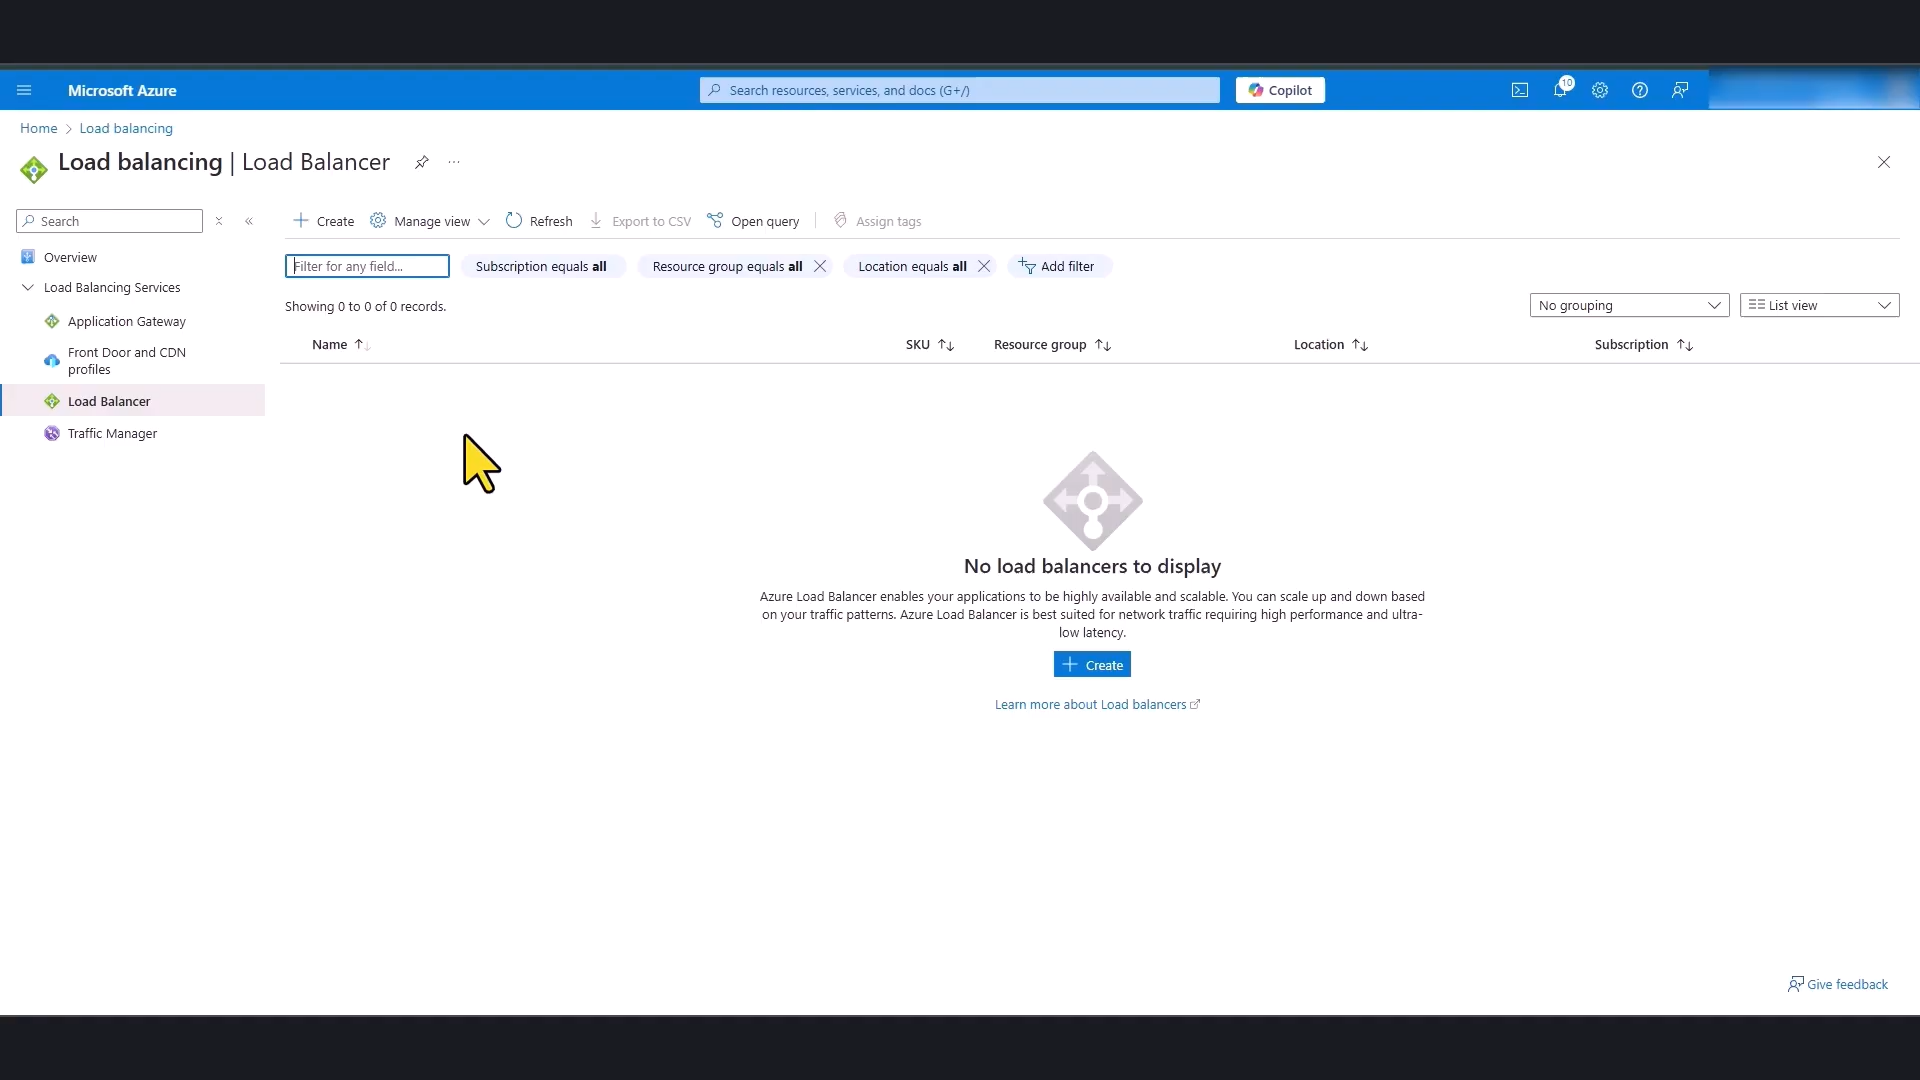 Microsoft Azure
Search resources, services, and docs (G+/)
Copilot
10
Home > Load balancing
Load balancing | Load Balancer
...
Search
Create
Manage view
Refresh
Export to CSV
Open query
Assign tags
Overview
Load Balancing Services
Application Gateway
Front Door and CDN
profiles
Load Balancer
Traffic Manager
Filter for any field...
Subscription equals all
Resource group equals all
Location equals all
Add filter
Showing 0 to 0 of 0 records.
No grouping
List view
Name
SKU
Resource group
Location
Subscription
No load balancers to display
Azure Load Balancer enables your applications to be highly available and scalable. You can scale up and down based
on your traffic patterns. Azure Load Balancer is best suited for network traffic requiring high performance and ultra-
low latency.
Create
Learn more about Load balancers
Give feedback